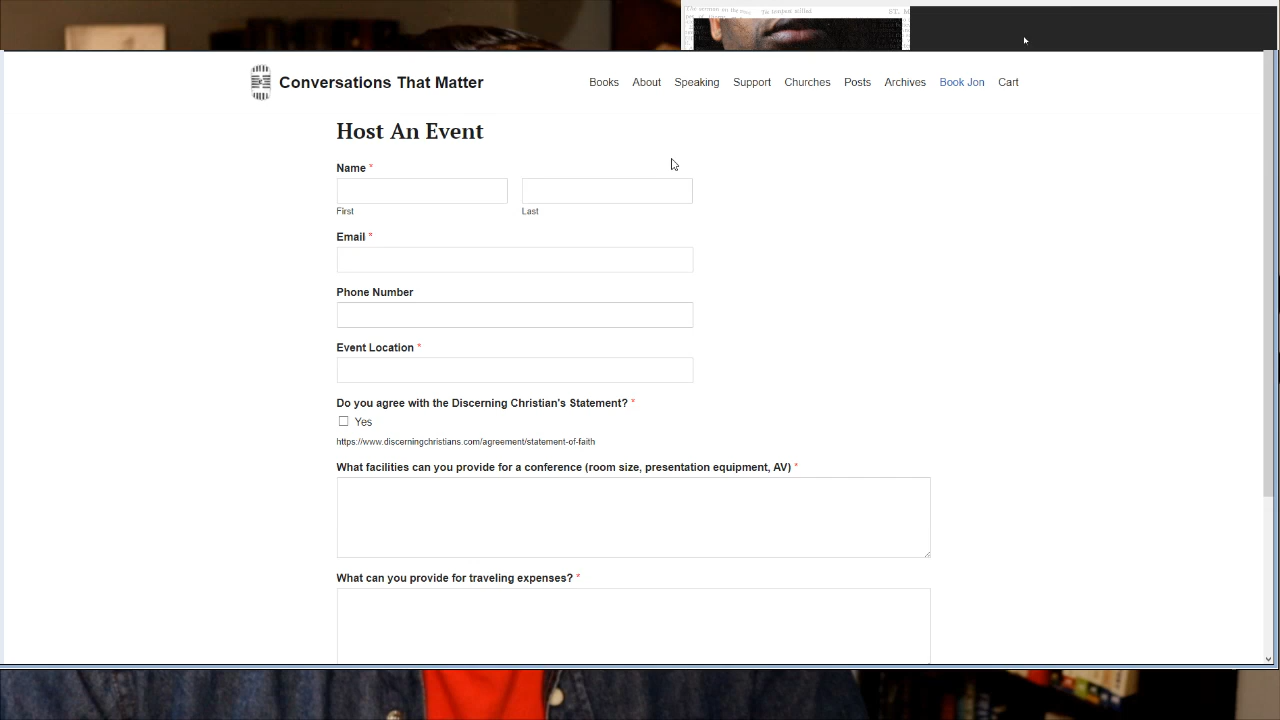 Conversations That Matter
Books About Speaking Support Churches Posts Archives Book Jon Cart
Host An Event
Name *
First Last
Email *
Phone Number
Event Location *
Do you agree with the Discerning Christian's Statement? *
Yes
https://www.discerningchristians.com/agreement/statement-of-faith
What facilities can you provide for a conference (room size, presentation equipment, AV) *
What can you provide for traveling expenses? *